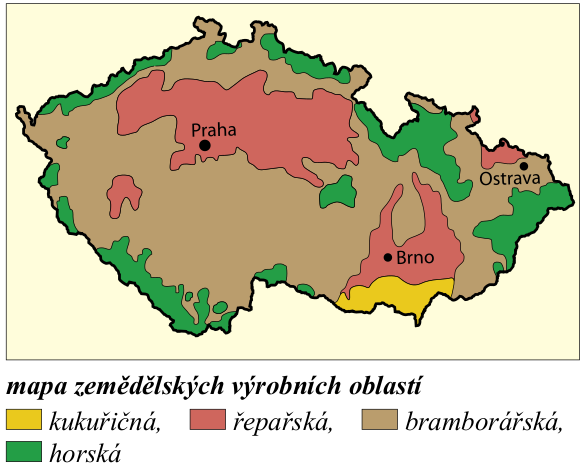 Praha
Ostrava
Brno
mapa zemědělských výrobních oblastí
kukuřičná, řepařská, bramborářská,
horská